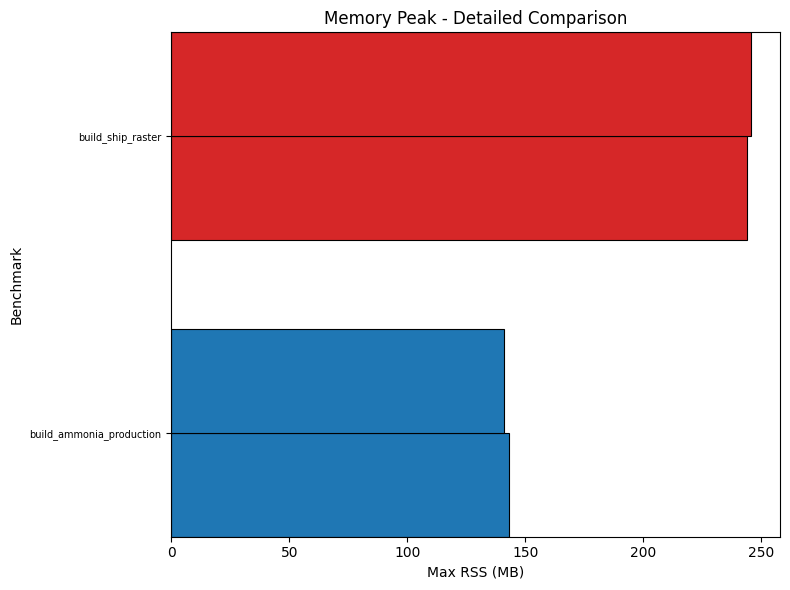 Memory Peak - Detailed Comparison
build_ship_raster
Benchmark
build_ammonia_production
0 50 100 150 200 250
Max RSS (MB)